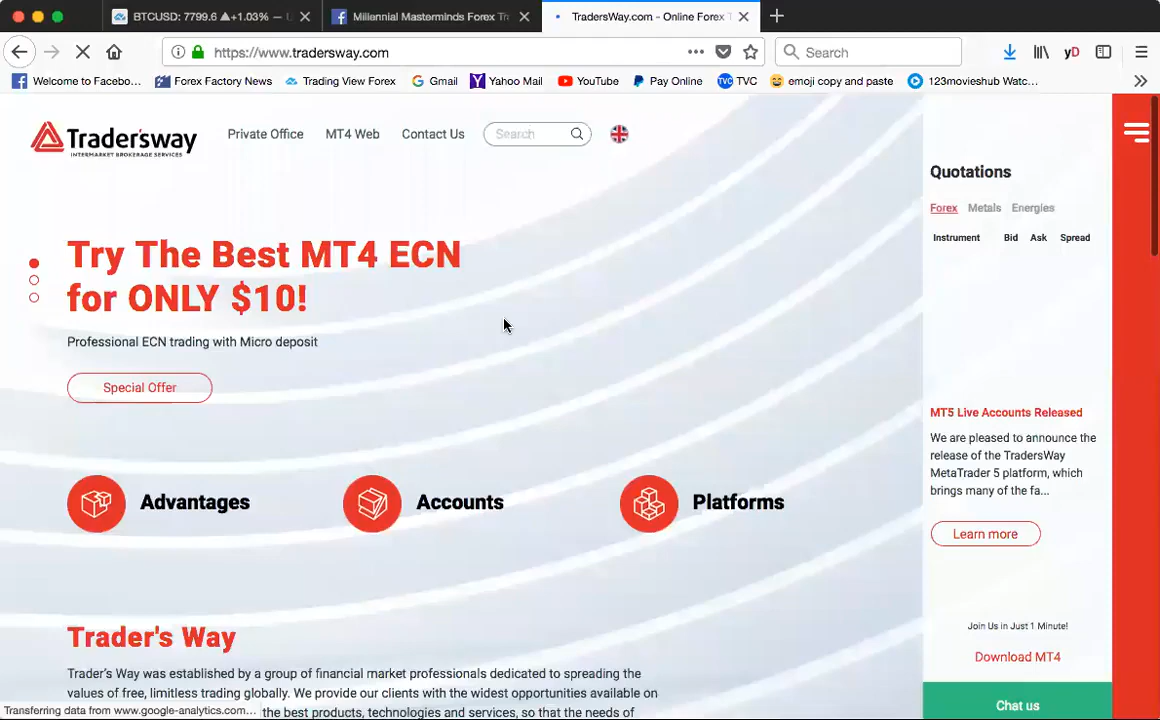 BTCUSD: 7799.6 ▲+1.03% —
Millennial Masterminds Forex Tr
TradersWay.com - Online Forex T
https://www.tradersway.com
Search
yD
Welcome to Facebo...
Forex Factory News
Trading View Forex
Gmail
Yahoo Mail
YouTube
Pay Online
TVC TVC
emoji copy and paste
123movieshub Watc...
Tradersway
INTERMARKET BROKERAGE SERVICES
Private Office
MT4 Web
Contact Us
Search
Quotations
Forex Metals Energies
Instrument Bid Ask Spread
Try The Best MT4 ECN
for ONLY $10!
Professional ECN trading with Micro deposit
Special Offer
MT5 Live Accounts Released
We are pleased to announce the
release of the TradersWay
MetaTrader 5 platform, which
brings many of the fa...
Learn more
Advantages
Accounts
Platforms
Trader's Way
Trader's Way was established by a group of financial market professionals dedicated to spreading the
values of free, limitless trading globally. We provide our clients with the widest opportunities available on
the best products, technologies and services, so that the needs of
Join Us in Just 1 Minute!
Download MT4
Chat us
Transferring data from www.google-analytics.com...